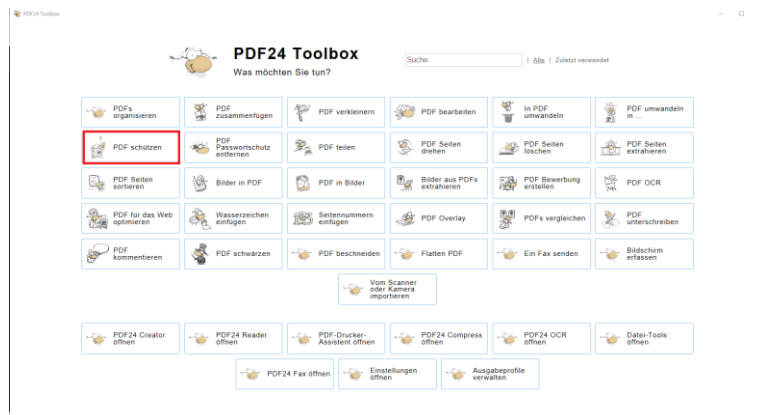 PDF24 Toolbox
PDF24 Toolbox
Was möchten Sie tun?
Suche
| Alle | Zuletzt verwendet
PDFs
organisieren
PDF
zusammenfügen
PDF verkleinern
PDF bearbeiten
In PDF
umwandeln
PDF umwandeln
in ...
PDF schützen
PDF
Passwortschutz
entfernen
PDF teilen
PDF Seiten
drehen
PDF Seiten
löschen
PDF Seiten
extrahieren
PDF Seiten
sortieren
Bilder in PDF
PDF in Bilder
Bilder aus PDFs
extrahieren
PDF Bewerbung
erstellen
PDF OCR
PDF für das Web
optimieren
Wasserzeichen
einfügen
Seitennummern
einfügen
PDF Overlay
PDFs vergleichen
PDF
unterschreiben
PDF
kommentieren
PDF schwärzen
PDF beschneiden
Flatten PDF
Ein Fax senden
Bildschirm
erfassen
Vom Scanner
oder Kamera
importieren
PDF24 Creator
öffnen
PDF24 Reader
öffnen
PDF-Drucker-
Assistent öffnen
PDF24 Compress
öffnen
PDF24 OCR
öffnen
Datei-Tools
öffnen
PDF24 Fax öffnen
Einstellungen
öffnen
Ausgabeprofile
verwalten